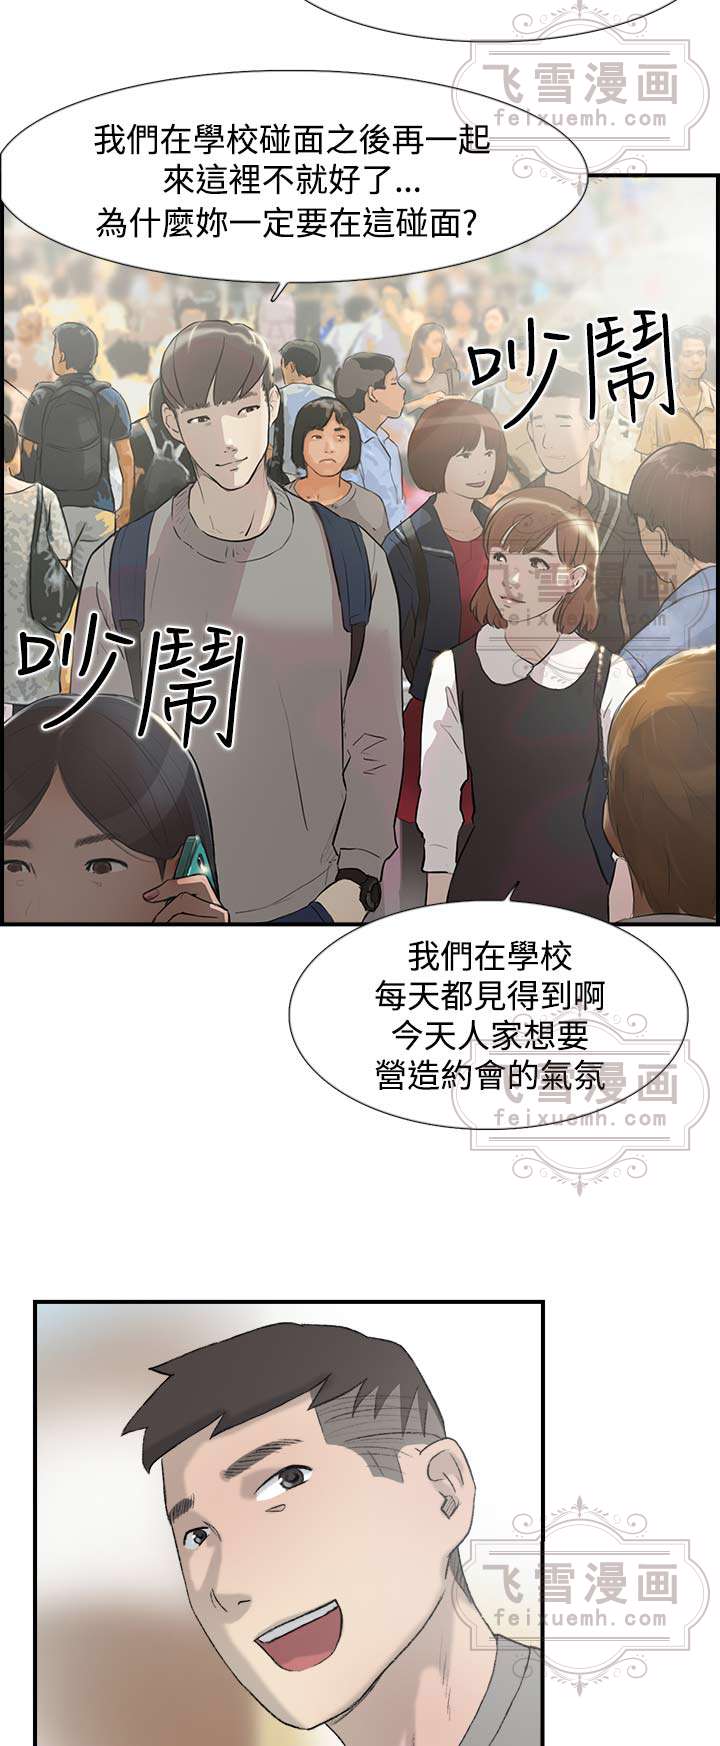 飞雪漫画
feixuemh.com
我們在學校碰面之後再一起
來這裡不就好了...
為什麼妳一定要在這碰面?
吵鬧
飞雪漫画
吵鬧
我們在學校
每天都見得到啊
今天人家想要
營造約會的氣氛
飞雪漫画
feixuemh.com
飞雪漫画
feixuemh.com